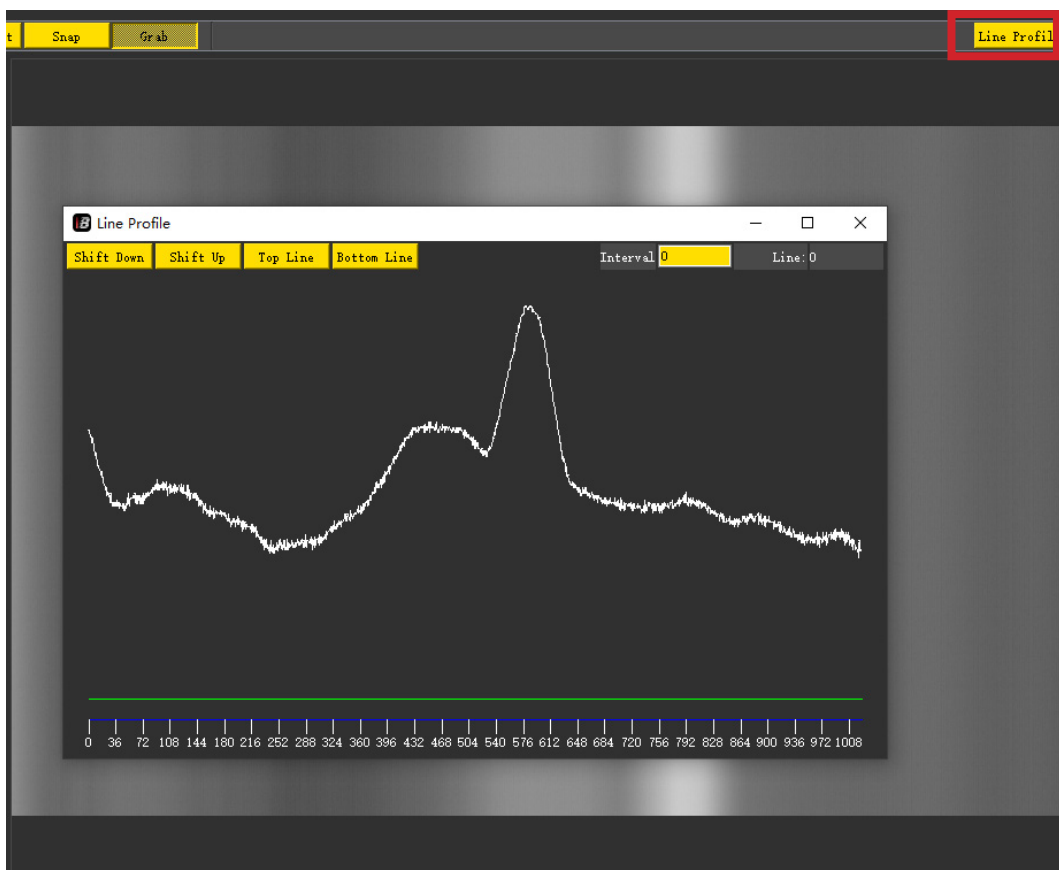 t Snap Grab Line Profil
Line Profile
Shift Down Shift Up Top Line Bottom Line Interval 0 Line: 0
0 36 72 108 144 180 216 252 288 324 360 396 432 468 504 540 576 612 648 684 720 756 792 828 864 900 936 972 1008